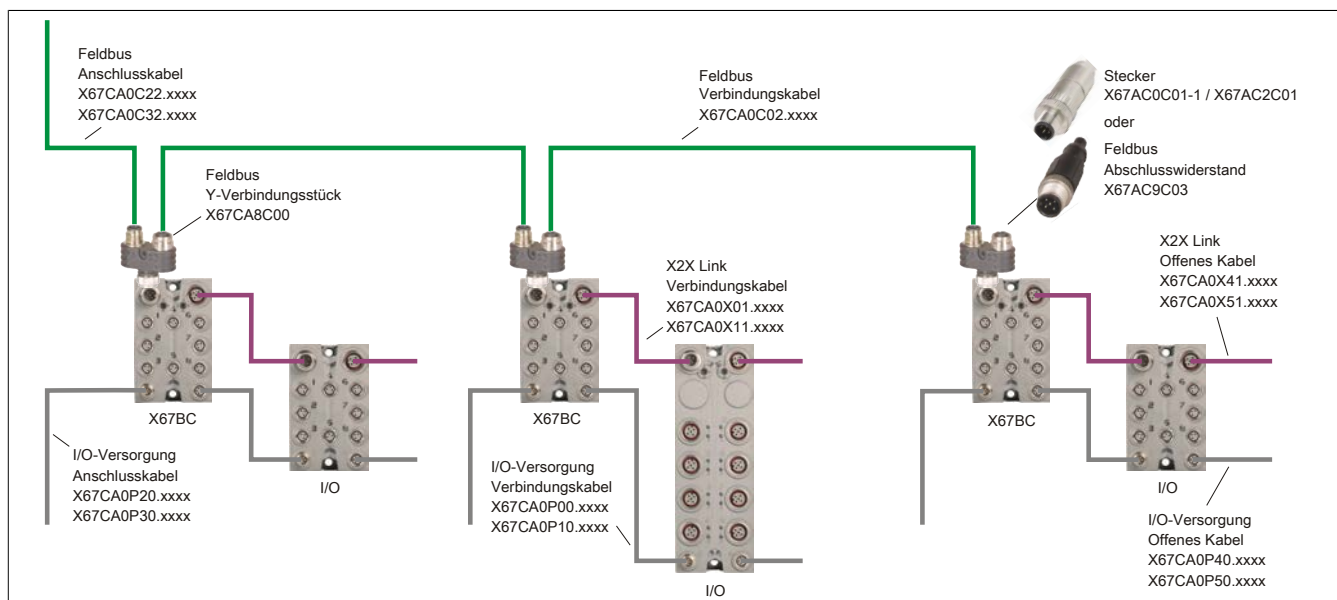 Feldbus
Anschlusskabel
X67CA0C22.xxxx
X67CA0C32.xxxx
Feldbus
Y-Verbindungsstück
X67CA8C00
Feldbus
Verbindungskabel
X67CA0C02.xxxx
Stecker
X67AC0C01-1 / X67AC2C01
oder
Feldbus
Abschlusswiderstand
X67AC9C03
X2X Link
Verbindungskabel
X67CA0X01.xxxx
X67CA0X11.xxxx
X2X Link
Offenes Kabel
X67CA0X41.xxxx
X67CA0X51.xxxx
X67BC
X67BC
X67BC
I/O-Versorgung
Anschlusskabel
X67CA0P20.xxxx
X67CA0P30.xxxx
I/O
I/O-Versorgung
Verbindungskabel
X67CA0P00.xxxx
X67CA0P10.xxxx
I/O
I/O
I/O-Versorgung
Offenes Kabel
X67CA0P40.xxxx
X67CA0P50.xxxx